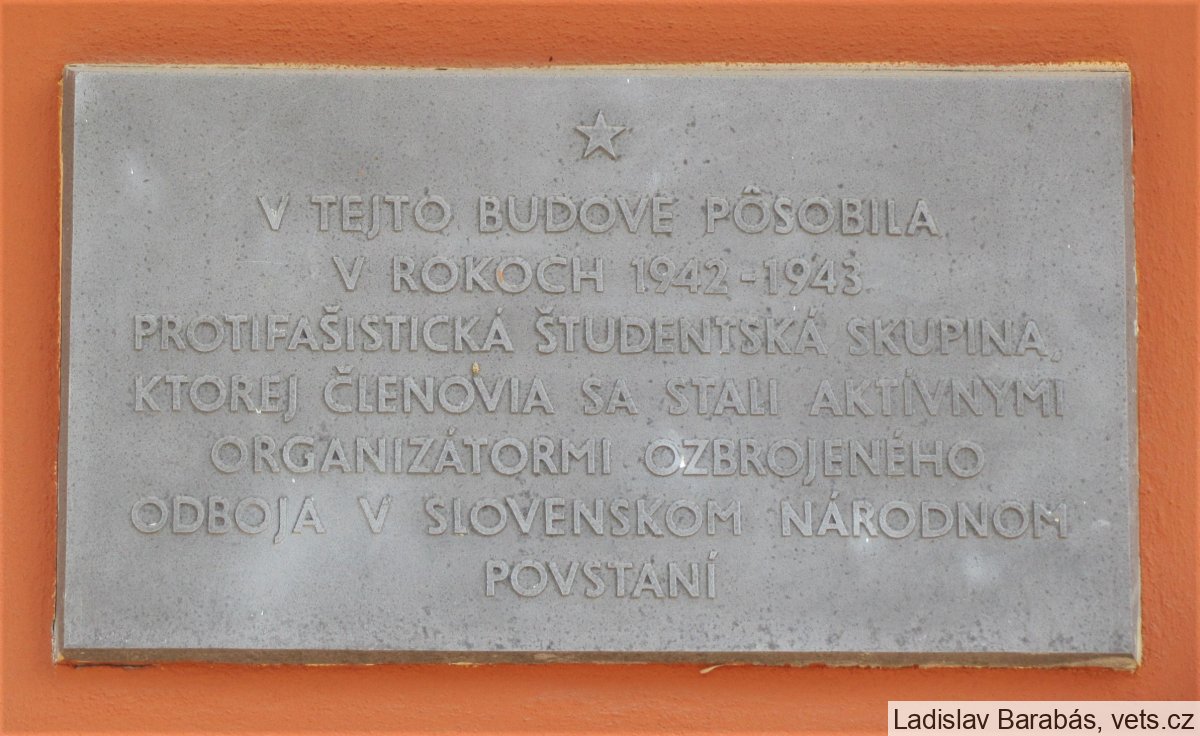 V TEJTO BUDOVE PÔSOBILA
V ROKOCH 1942-1943
PROTIFAŠISTICKÁ ŠTUDENTSKÁ SKUPINA,
KTOREJ ČLENOVIA SA STALI AKTÍVNYMI
ORGANIZÁTORMI OZBROJENÉHO
ODBOJA V SLOVENSKOM NÁRODNOM
POVSTANÍ
Ladislav Barabás, vets.cz